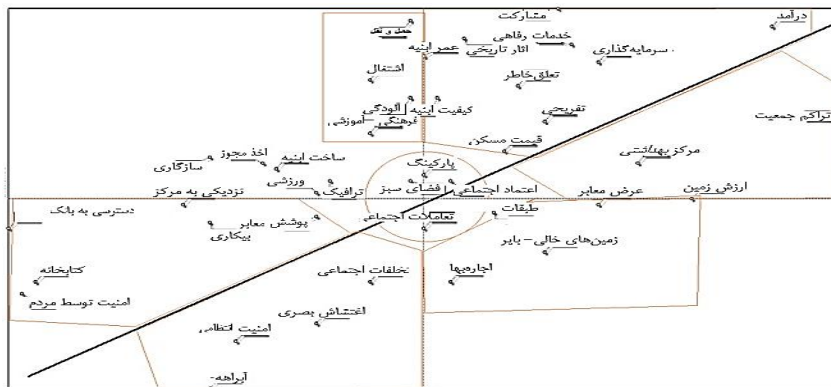 مشارکت
درآمد
حمل و نقل
خدمات رفاهی
عمر ابنیه
آثار تاریخی
سرمایه‌گذاری
اشتغال
تعلق خاطر
کیفیت ابنیه
آلودگی
تفریحی
تراکم جمعیت
فرهنگی - آموزشی
قیمت مسکن
مرکز بهداشتی
ساخت ابنیه
اخذ مجوز
سازگاری
پارکینگ
ورزشی
ترافیک
فضای سبز
اعتماد اجتماعی
عرض معابر
ارزش زمین
نزدیکی به مرکز
دسترسی به بانک
طبقات
تعاملات اجتماعی
پوشش معابر
بیکاری
زمین‌های خالی - بایر
کتابخانه
تخلفات اجتماعی
اجاره‌بها
امنیت توسط مردم
اغتشاش بصری
امنیت انتظامی
آبراهه